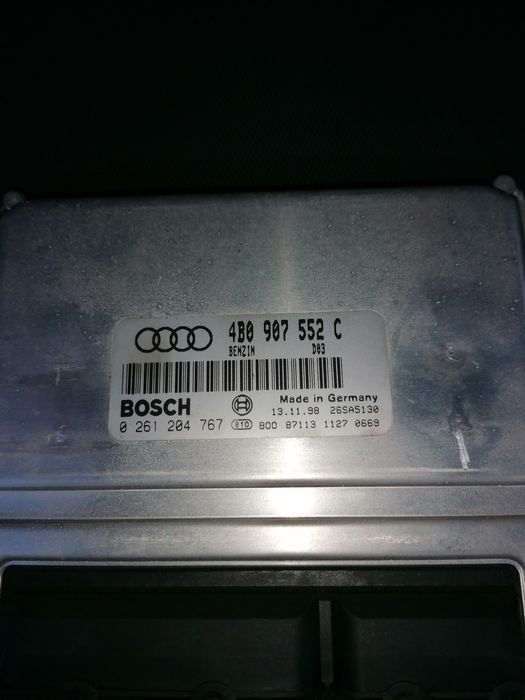 4B0 907 552 C
BENZIN D03
Made in Germany
BOSCH 13.11.98 26SA5130
0 261 204 767 810 800 87113 1127 0669